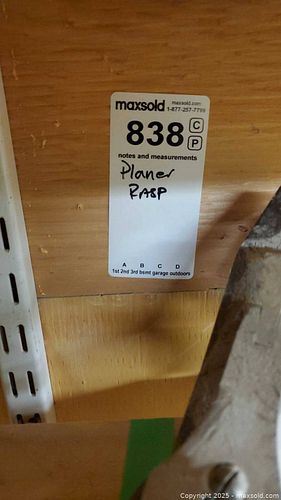 maxsold maxsold.com
1-877-257-7799
838 C
P
notes and measurements
Planer
RASP
A B C D
1st 2nd 3rd bsmt garage outdoors
Copyright 2025 - maxsold.com